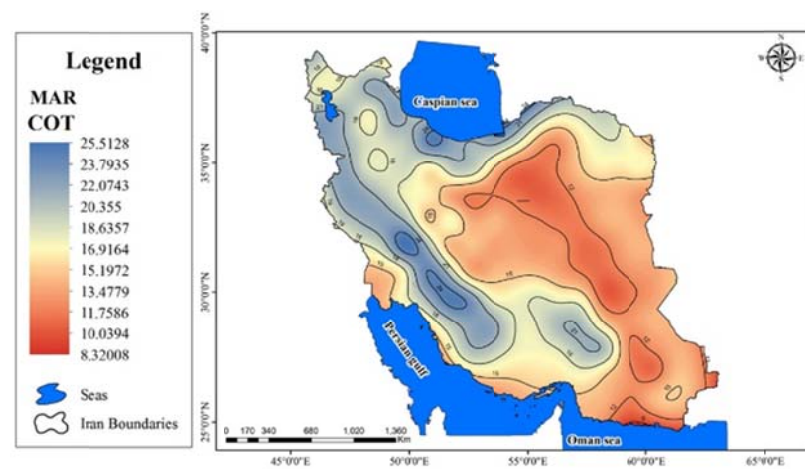 Legend
MAR
COT
25.5128
23.7935
22.0743
20.355
18.6357
16.9164
15.1972
13.4779
11.7586
10.0394
8.32008
Seas
Iran Boundaries
40°0'0"N
35°0'0"N
30°0'0"N
25°0'0"N
N
W
E
S
Caspian sea
Persian gulf
Oman sea
0 170 340 680 1,020 1,360
Km
45°0'0"E 50°0'0"E 55°0'0"E 60°0'0"E 65°0'0"E